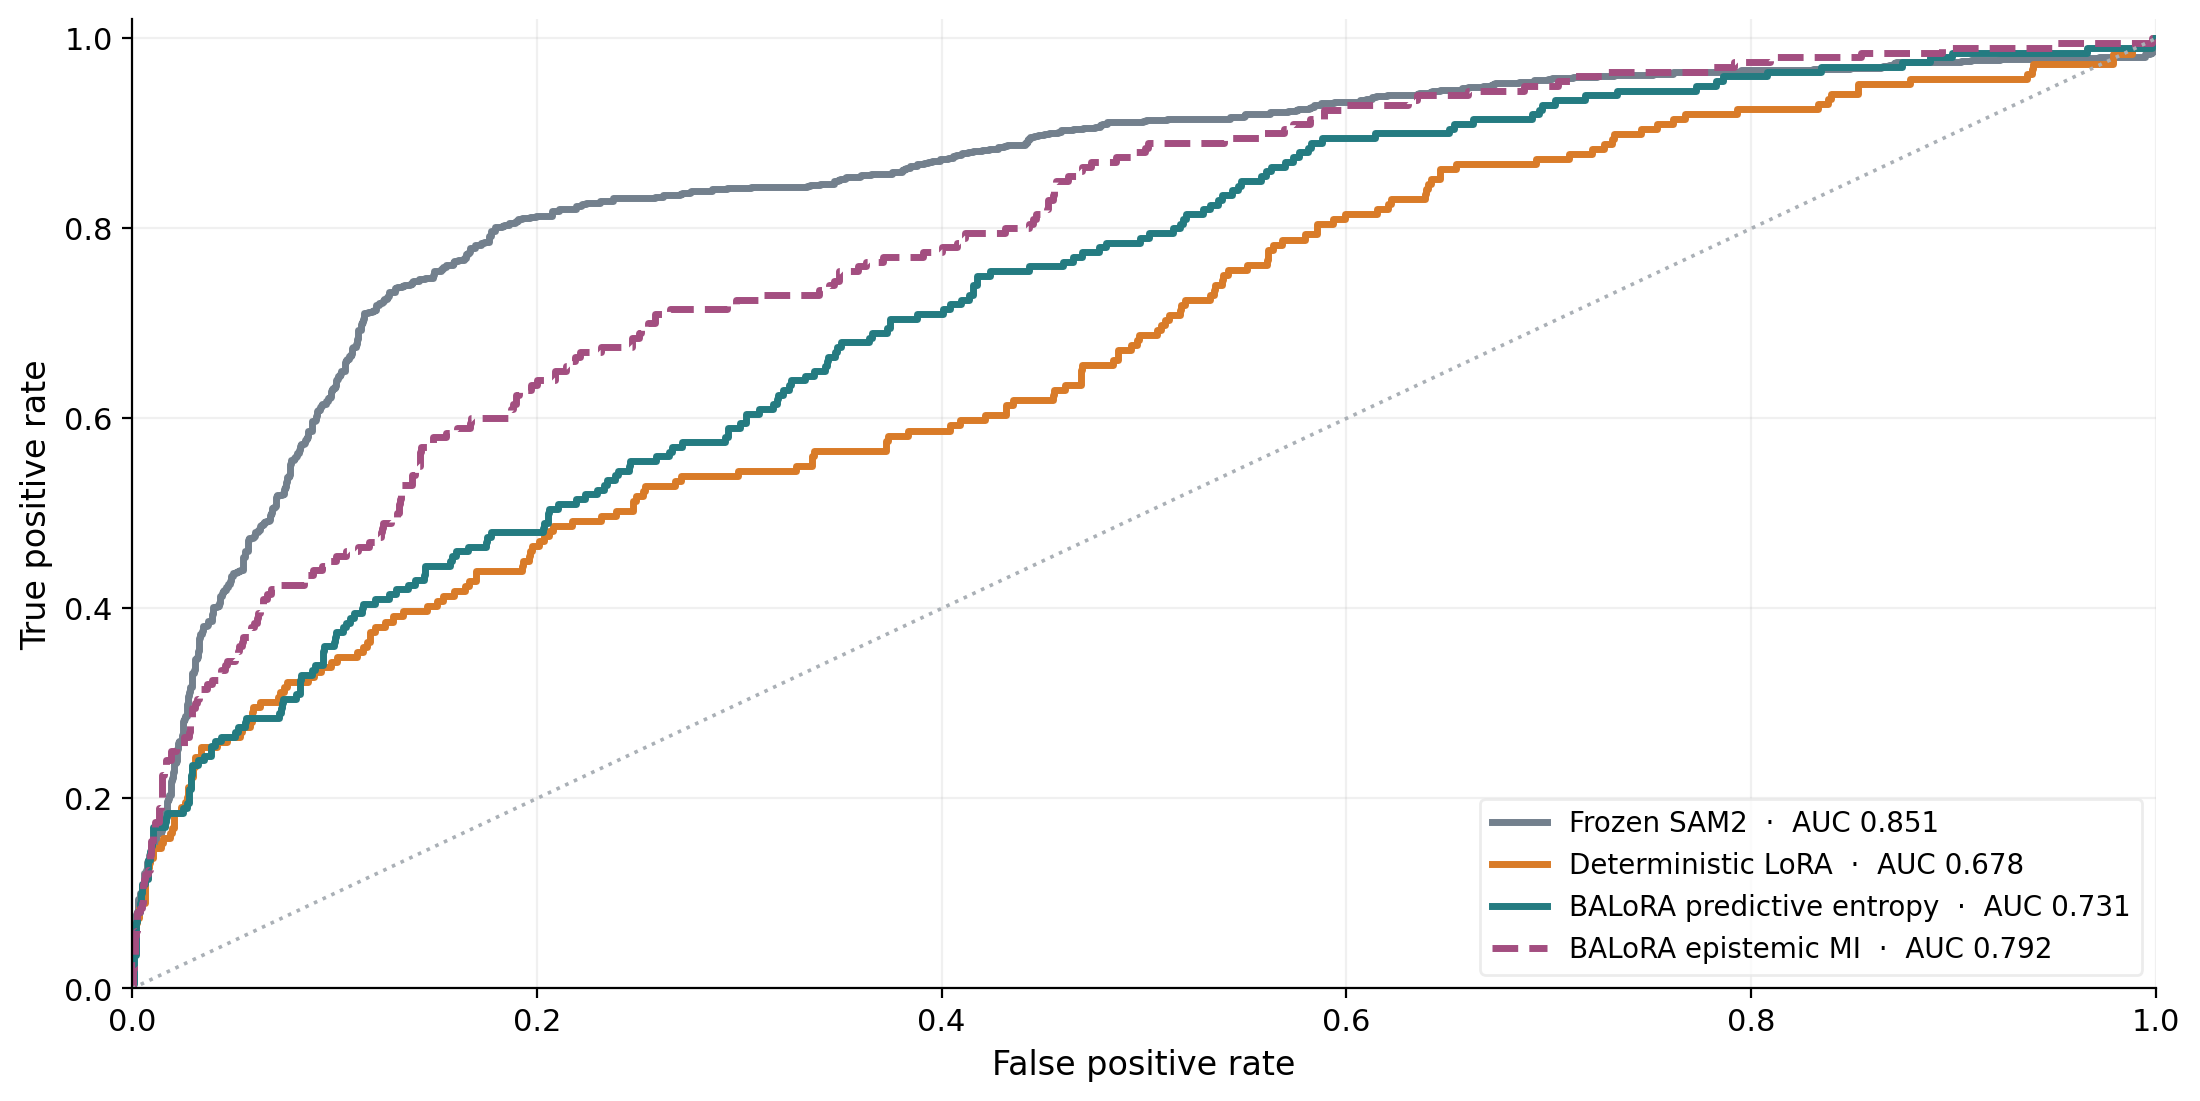 1.0
0.8
0.6
0.4
0.2
0.0
True positive rate
Frozen SAM2 · AUC 0.851
Deterministic LoRA · AUC 0.678
BALoRA predictive entropy · AUC 0.731
BALoRA epistemic MI · AUC 0.792
0.0 0.2 0.4 0.6 0.8 1.0
False positive rate